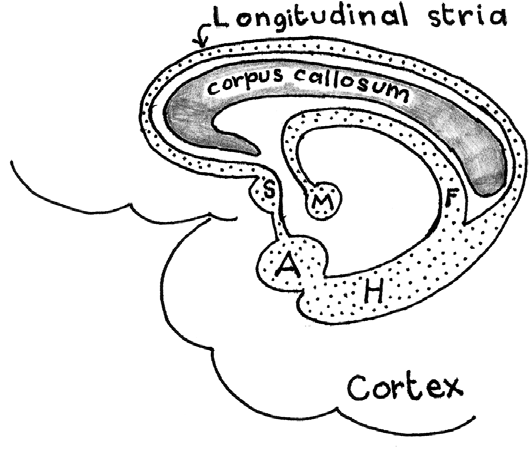 Longitudinal stria
corpus callosum
S
M
F
A
H
Cortex